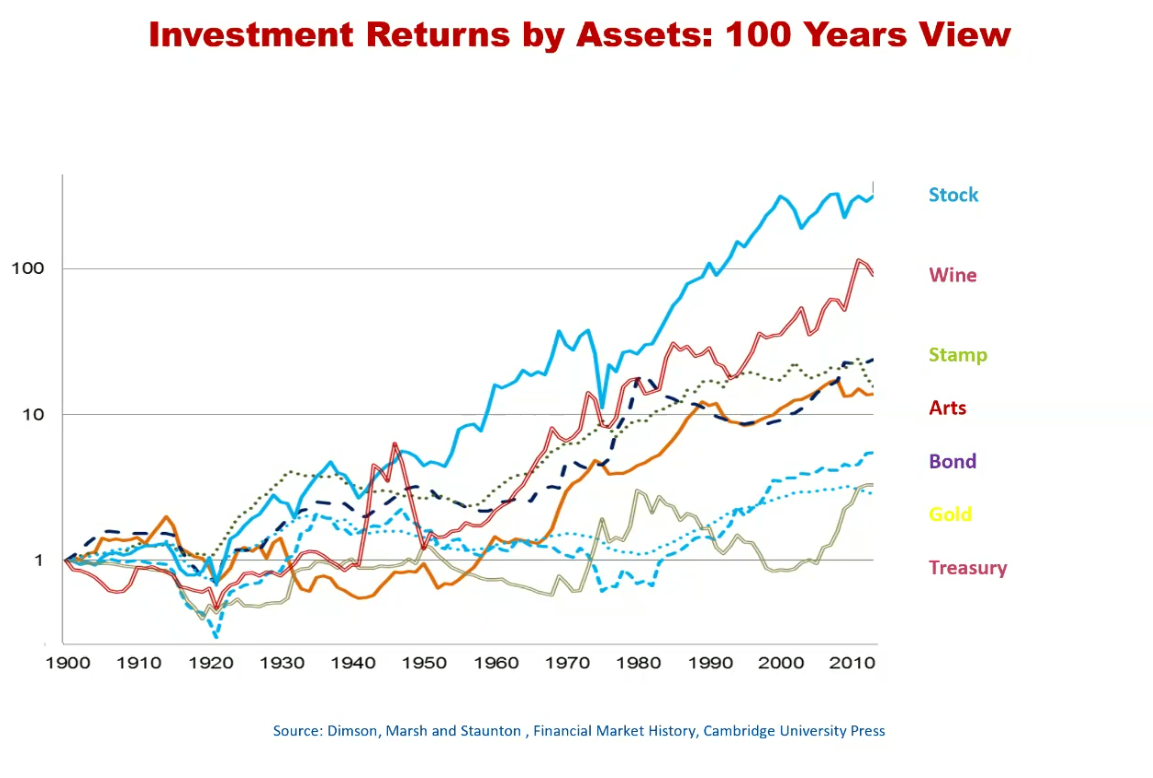 Investment Returns by Assets: 100 Years View
Stock
100
Wine
Stamp
10
Arts
Bond
Gold
1
Treasury
1900 1910 1920 1930 1940 1950 1960 1970 1980 1990 2000 2010
Source: Dimson, Marsh and Staunton , Financial Market History, Cambridge University Press